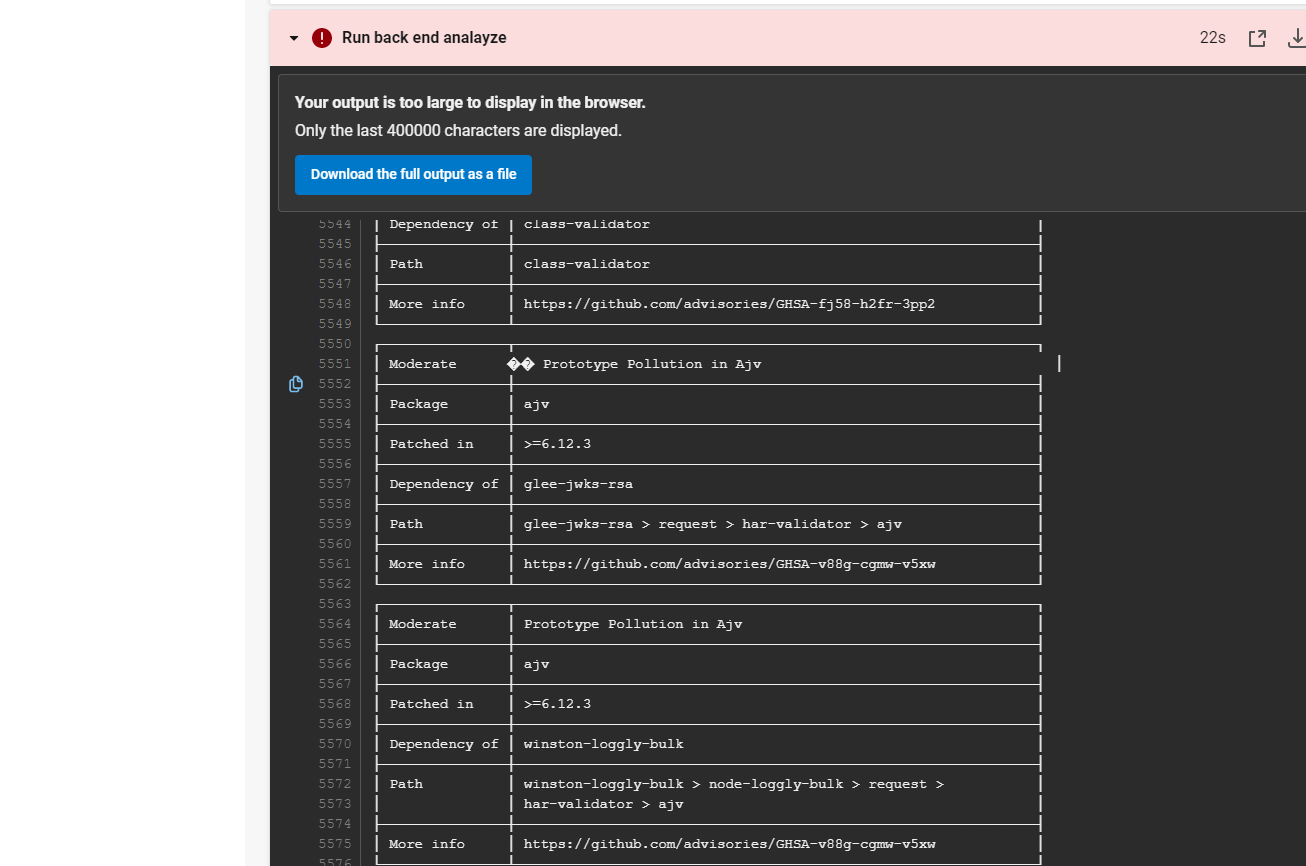 Run back end analayze 22s
Your output is too large to display in the browser.
Only the last 400000 characters are displayed.
Download the full output as a file
5544 Dependency of class-validator
5545
5546 Path class-validator
5547
5548 More info https://github.com/advisories/GHSA-fj58-h2fr-3pp2
5549
5550
5551 Moderate �� Prototype Pollution in Ajv
5552
5553 Package ajv
5554
5555 Patched in >=6.12.3
5556
5557 Dependency of glee-jwks-rsa
5558
5559 Path glee-jwks-rsa > request > har-validator > ajv
5560
5561 More info https://github.com/advisories/GHSA-v88g-cgmw-v5xw
5562
5563
5564 Moderate Prototype Pollution in Ajv
5565
5566 Package ajv
5567
5568 Patched in >=6.12.3
5569
5570 Dependency of winston-loggly-bulk
5571
5572 Path winston-loggly-bulk > node-loggly-bulk > request >
5573 har-validator > ajv
5574
5575 More info https://github.com/advisories/GHSA-v88g-cgmw-v5xw
5576